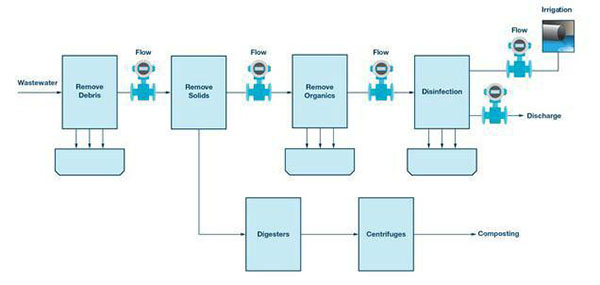 Irrigation
Flow
Flow
Flow
Flow
Wastewater
Remove
Debris
Remove
Solids
Remove
Organics
Disinfection
Discharge
Digesters
Centrifuges
Composting